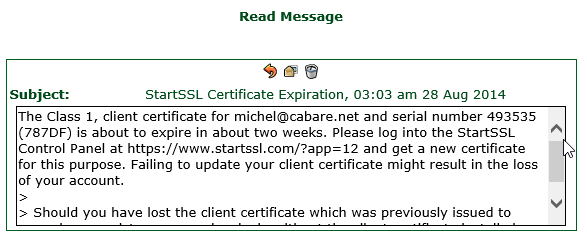 Read Message
Subject: StartSSL Certificate Expiration, 03:03 am 28 Aug 2014
The Class 1, client certificate for michel@cabare.net and serial number 493535
(787DF) is about to expire in about two weeks. Please log into the StartSSL
Control Panel at https://www.startssl.com/?app=12 and get a new certificate
for this purpose. Failing to update your client certificate might result in the loss
of your account.
>
> Should you have lost the client certificate which was previously issued to